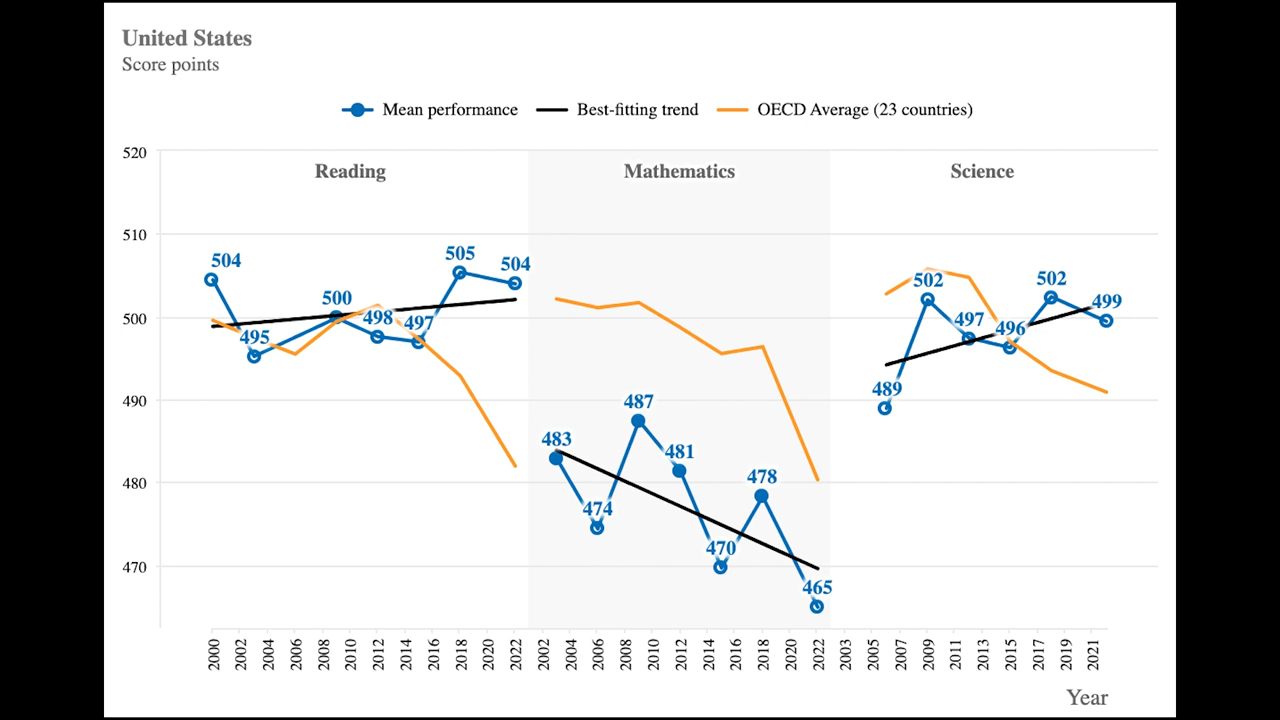 United States
Score points
Mean performance Best-fitting trend OECD Average (23 countries)
520
Reading Mathematics Science
510
504 505 504 502 502 499
500
500 498 497 497 496
495
490
489
487
483 481 478
480
474
470
470
465
2000 2002 2004 2006 2008 2010 2012 2014 2016 2018 2020 2022 2002 2004 2006 2008 2010 2012 2014 2016 2018 2020 2022 2003 2005 2007 2009 2011 2013 2015 2017 2019 2021
Year